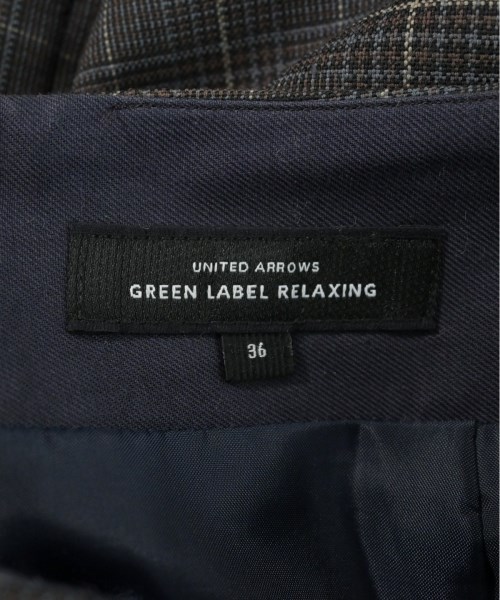 UNITED ARROWS
GREEN LABEL RELAXING
36